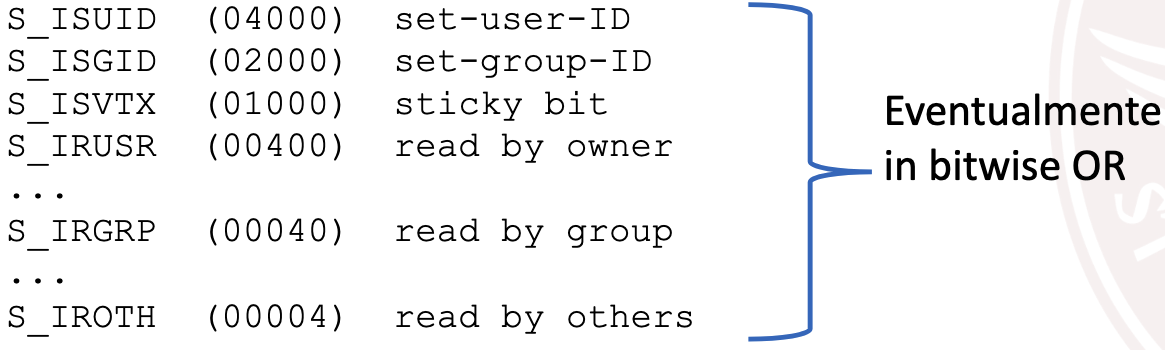 S_ISUID (04000) set-user-ID
S_ISGID (02000) set-group-ID
S_ISVTX (01000) sticky bit
S_IRUSR (00400) read by owner
...
S_IRGRP (00040) read by group
...
S_IROTH (00004) read by others
Eventualmente
in bitwise OR